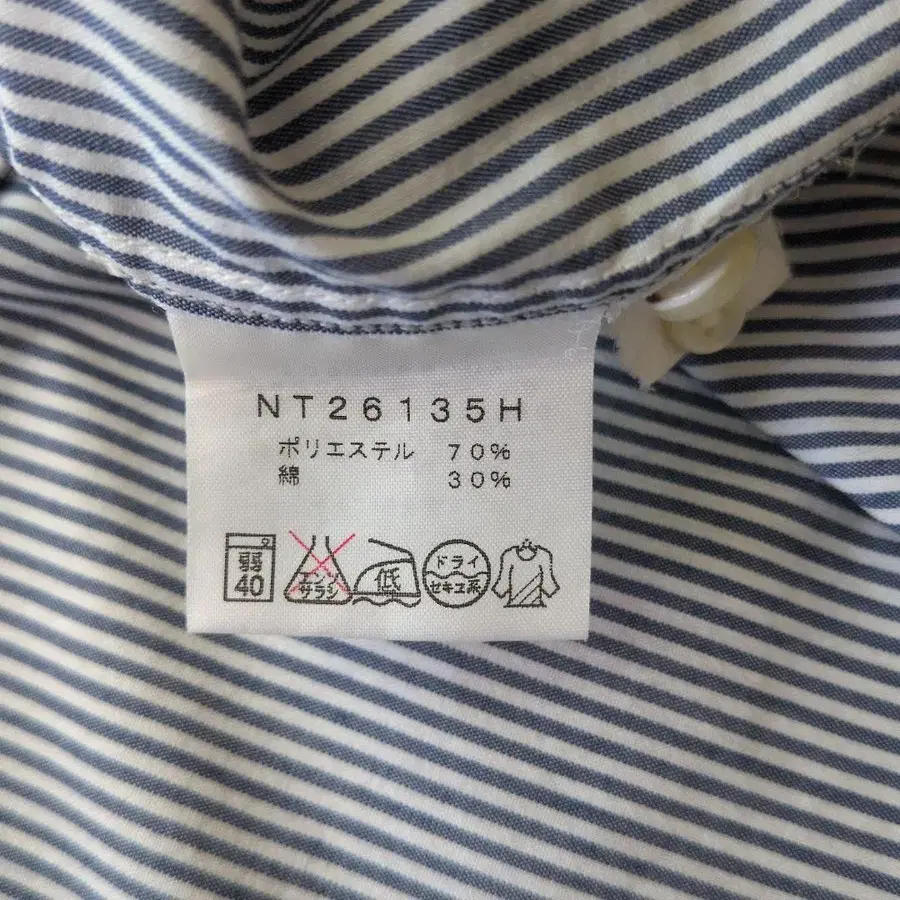 NT26135H
ポリエステル 70%
綿 30%
弱
40
エンソ
サラシ
低
ドライ
セキユ系